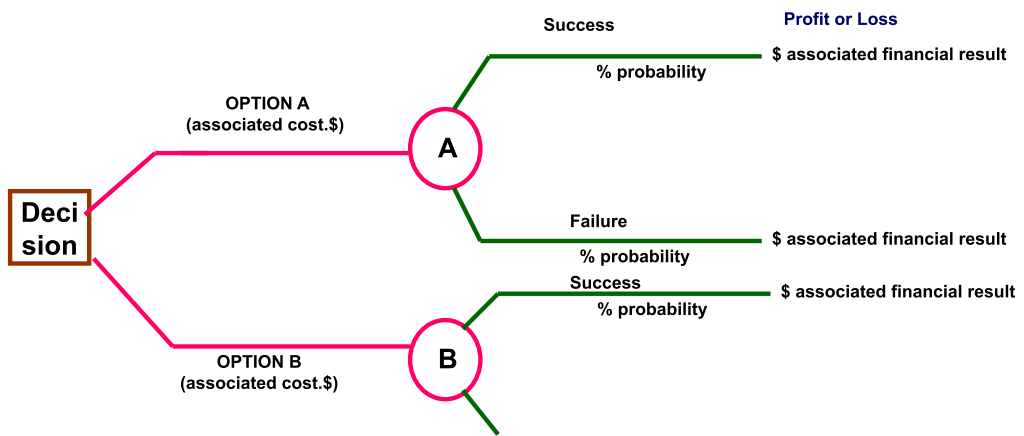 Success
Profit or Loss
$ associated financial result
% probability
OPTION A
(associated cost.$)
A
Deci
sion
Failure
$ associated financial result
% probability
Success
$ associated financial result
% probability
B
OPTION B
(associated cost.$)